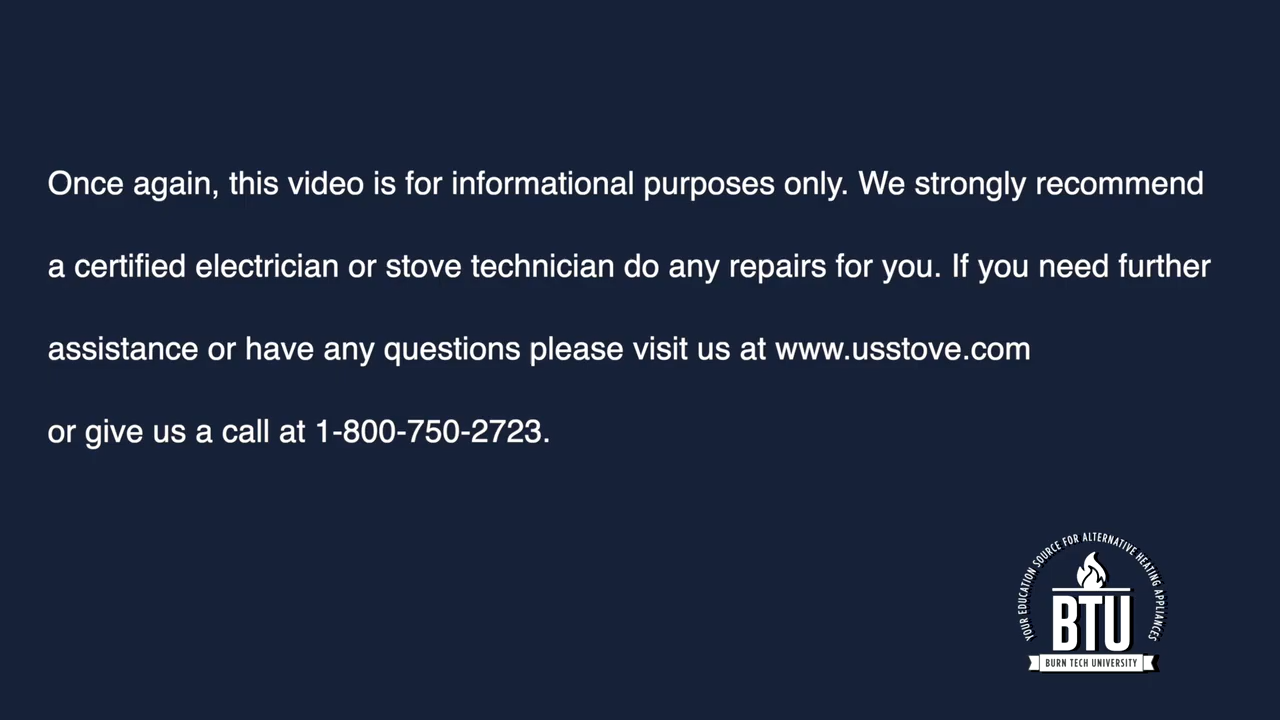 Once again, this video is for informational purposes only. We strongly recommend
a certified electrician or stove technician do any repairs for you. If you need further
assistance or have any questions please visit us at www.usstove.com
or give us a call at 1-800-750-2723.
YOUR EDUCATION SOURCE FOR ALTERNATIVE HEATING APPLIANCES
BTU
BURN TECH UNIVERSITY